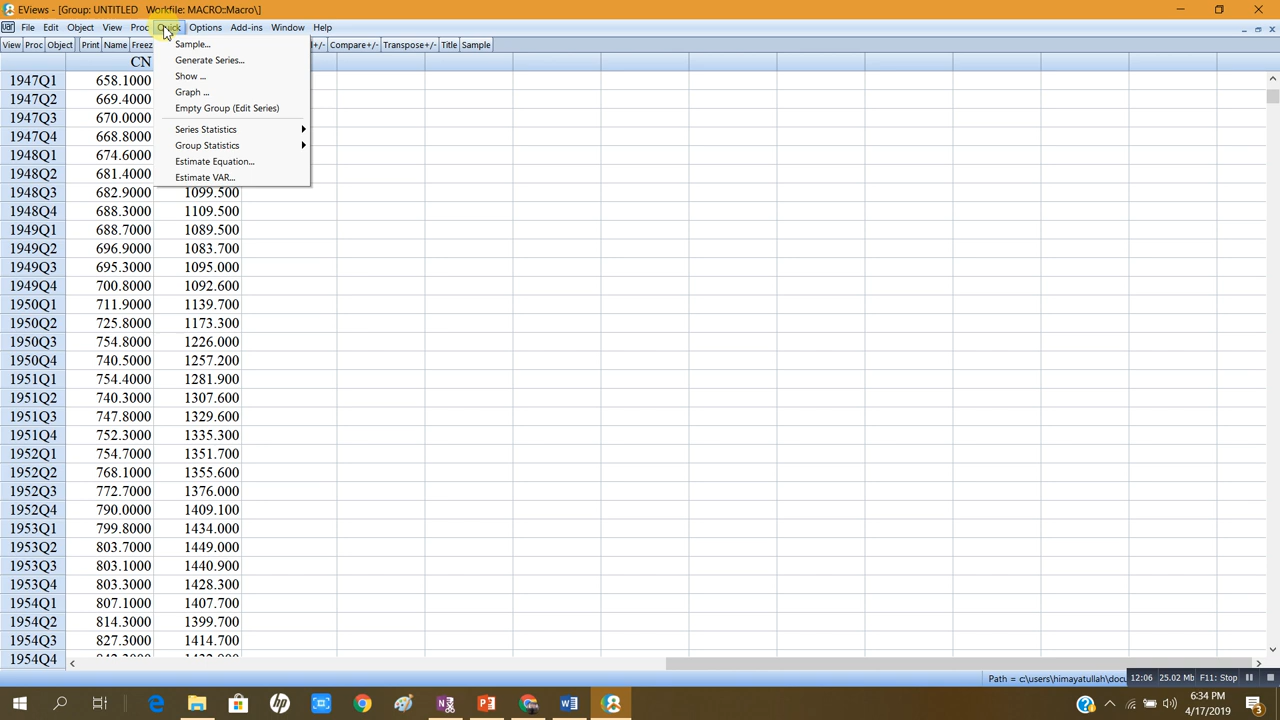 EViews - [Group: UNTITLED Workfile: MACRO::Macro\]
File Edit Object View Proc Quick Options Add-ins Window Help
View Proc Object Print Name Freez +/- Compare+/- Transpose+/- Title Sample
Sample...
Generate Series...
Show ...
Graph ...
Empty Group (Edit Series)
Series Statistics
Group Statistics
Estimate Equation...
Estimate VAR...
CN
1947Q1 658.1000
1947Q2 669.4000
1947Q3 670.0000
1947Q4 668.8000
1948Q1 674.6000
1948Q2 681.4000
1948Q3 682.9000 1099.500
1948Q4 688.3000 1109.500
1949Q1 688.7000 1089.500
1949Q2 696.9000 1083.700
1949Q3 695.3000 1095.000
1949Q4 700.8000 1092.600
1950Q1 711.9000 1139.700
1950Q2 725.8000 1173.300
1950Q3 754.8000 1226.000
1950Q4 740.5000 1257.200
1951Q1 754.4000 1281.900
1951Q2 740.3000 1307.600
1951Q3 747.8000 1329.600
1951Q4 752.3000 1335.300
1952Q1 754.7000 1351.700
1952Q2 768.1000 1355.600
1952Q3 772.7000 1376.000
1952Q4 790.0000 1409.100
1953Q1 799.8000 1434.000
1953Q2 803.7000 1449.000
1953Q3 803.1000 1440.900
1953Q4 803.3000 1428.300
1954Q1 807.1000 1407.700
1954Q2 814.3000 1399.700
1954Q3 827.3000 1414.700
1954Q4
Path = c:\users\himayatullah\docu
12:06 25.02 Mb F11: Stop
6:34 PM
4/17/2019